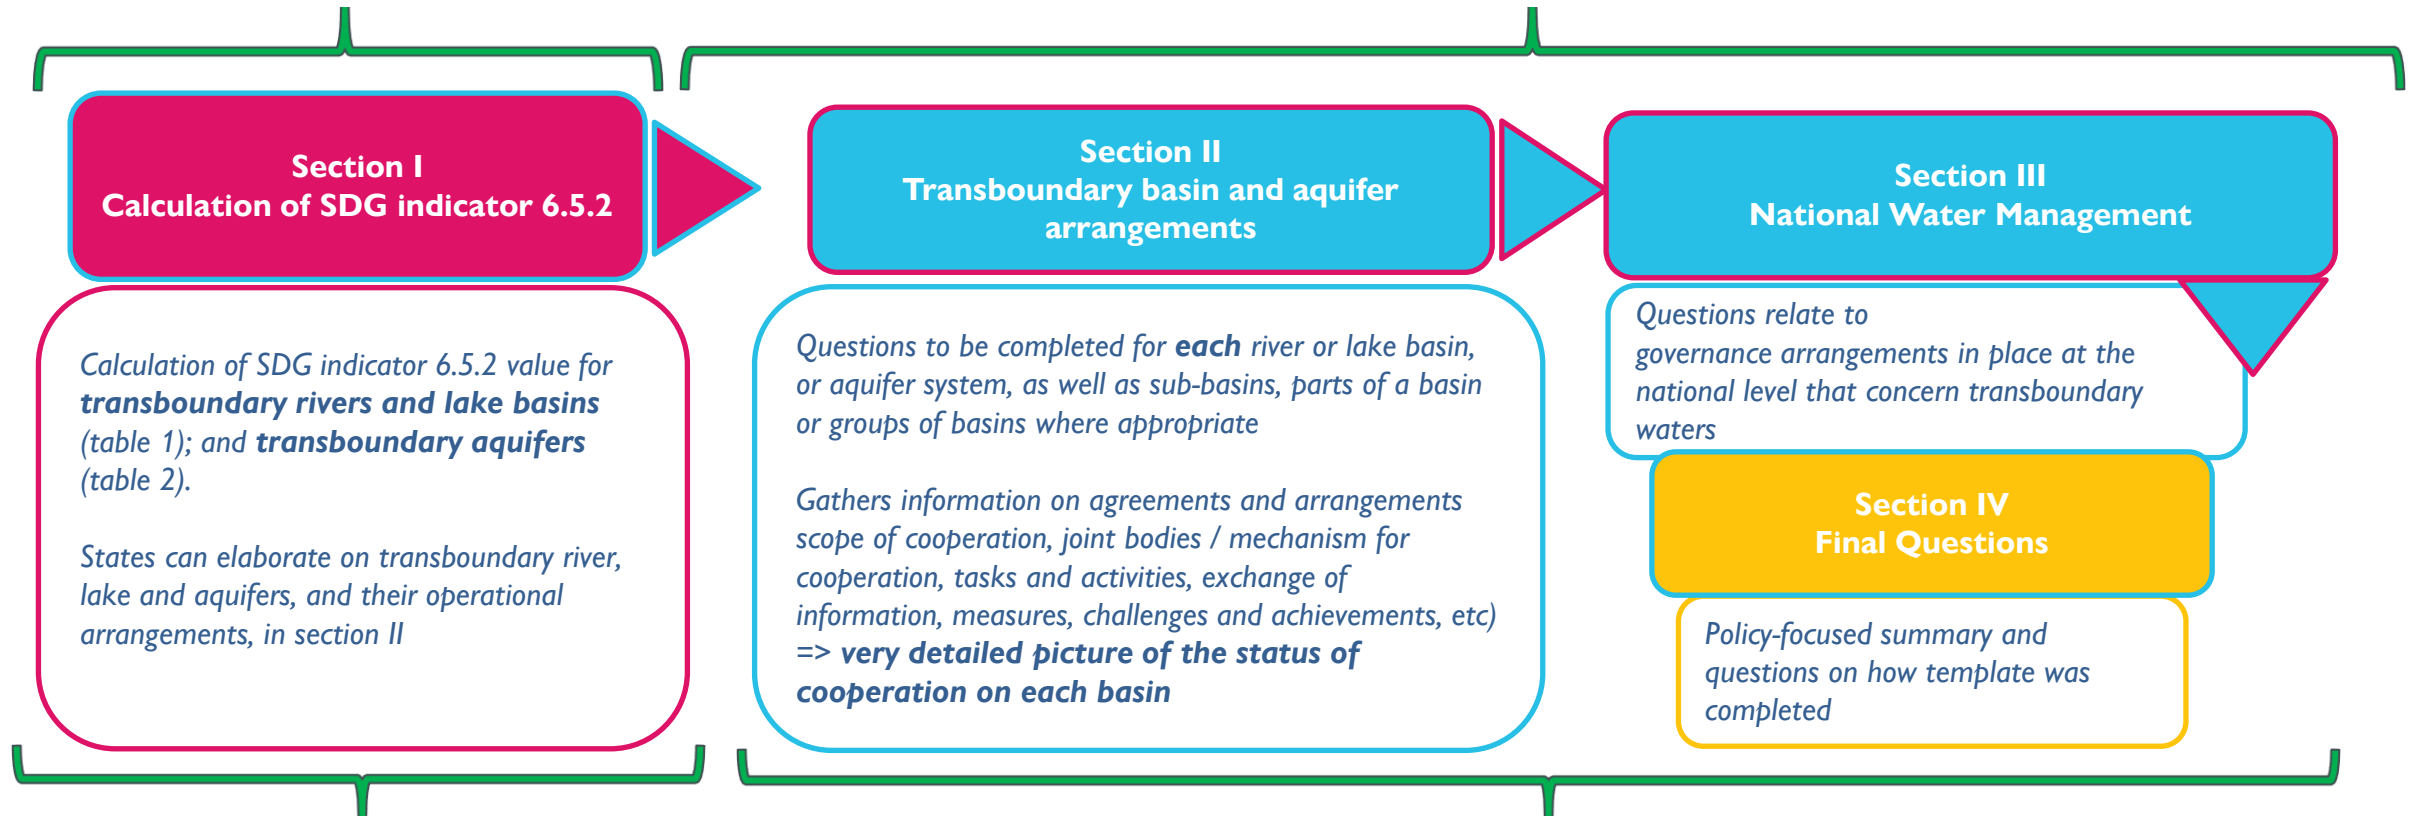 Section I
Calculation of SDG indicator 6.5.2
Calculation of SDG indicator 6.5.2 value for
transboundary rivers and lake basins
(table 1); and transboundary aquifers
(table 2).
States can elaborate on transboundary river,
lake and aquifers, and their operational
arrangements, in section II
Section II
Transboundary basin and aquifer
arrangements
Questions to be completed for each river or lake basin,
or aquifer system, as well as sub-basins, parts of a basin
or groups of basins where appropriate
Gathers information on agreements and arrangements
scope of cooperation, joint bodies / mechanism for
cooperation, tasks and activities, exchange of
information, measures, challenges and achievements, etc)
=> very detailed picture of the status of
cooperation on each basin
Section III
National Water Management
Questions relate to
governance arrangements in place at the
national level that concern transboundary
waters
Section IV
Final Questions
Policy-focused summary and
questions on how template was
completed